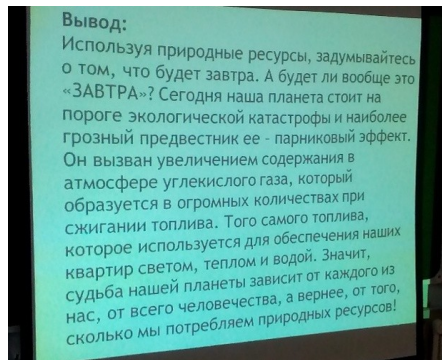 Вывод:
Используя природные ресурсы, задумывайтесь
о том, что будет завтра. А будет ли вообще это
«ЗАВТРА»? Сегодня наша планета стоит на
пороге экологической катастрофы и наиболее
грозный предвестник ее - парниковый эффект.
Он вызван увеличением содержания в
атмосфере углекислого газа, который
образуется в огромных количествах при
сжигании топлива. Того самого топлива,
которое используется для обеспечения наших
квартир светом, теплом и водой. Значит,
судьба нашей планеты зависит от каждого из
нас, от всего человечества, а вернее, от того,
сколько мы потребляем природных ресурсов!